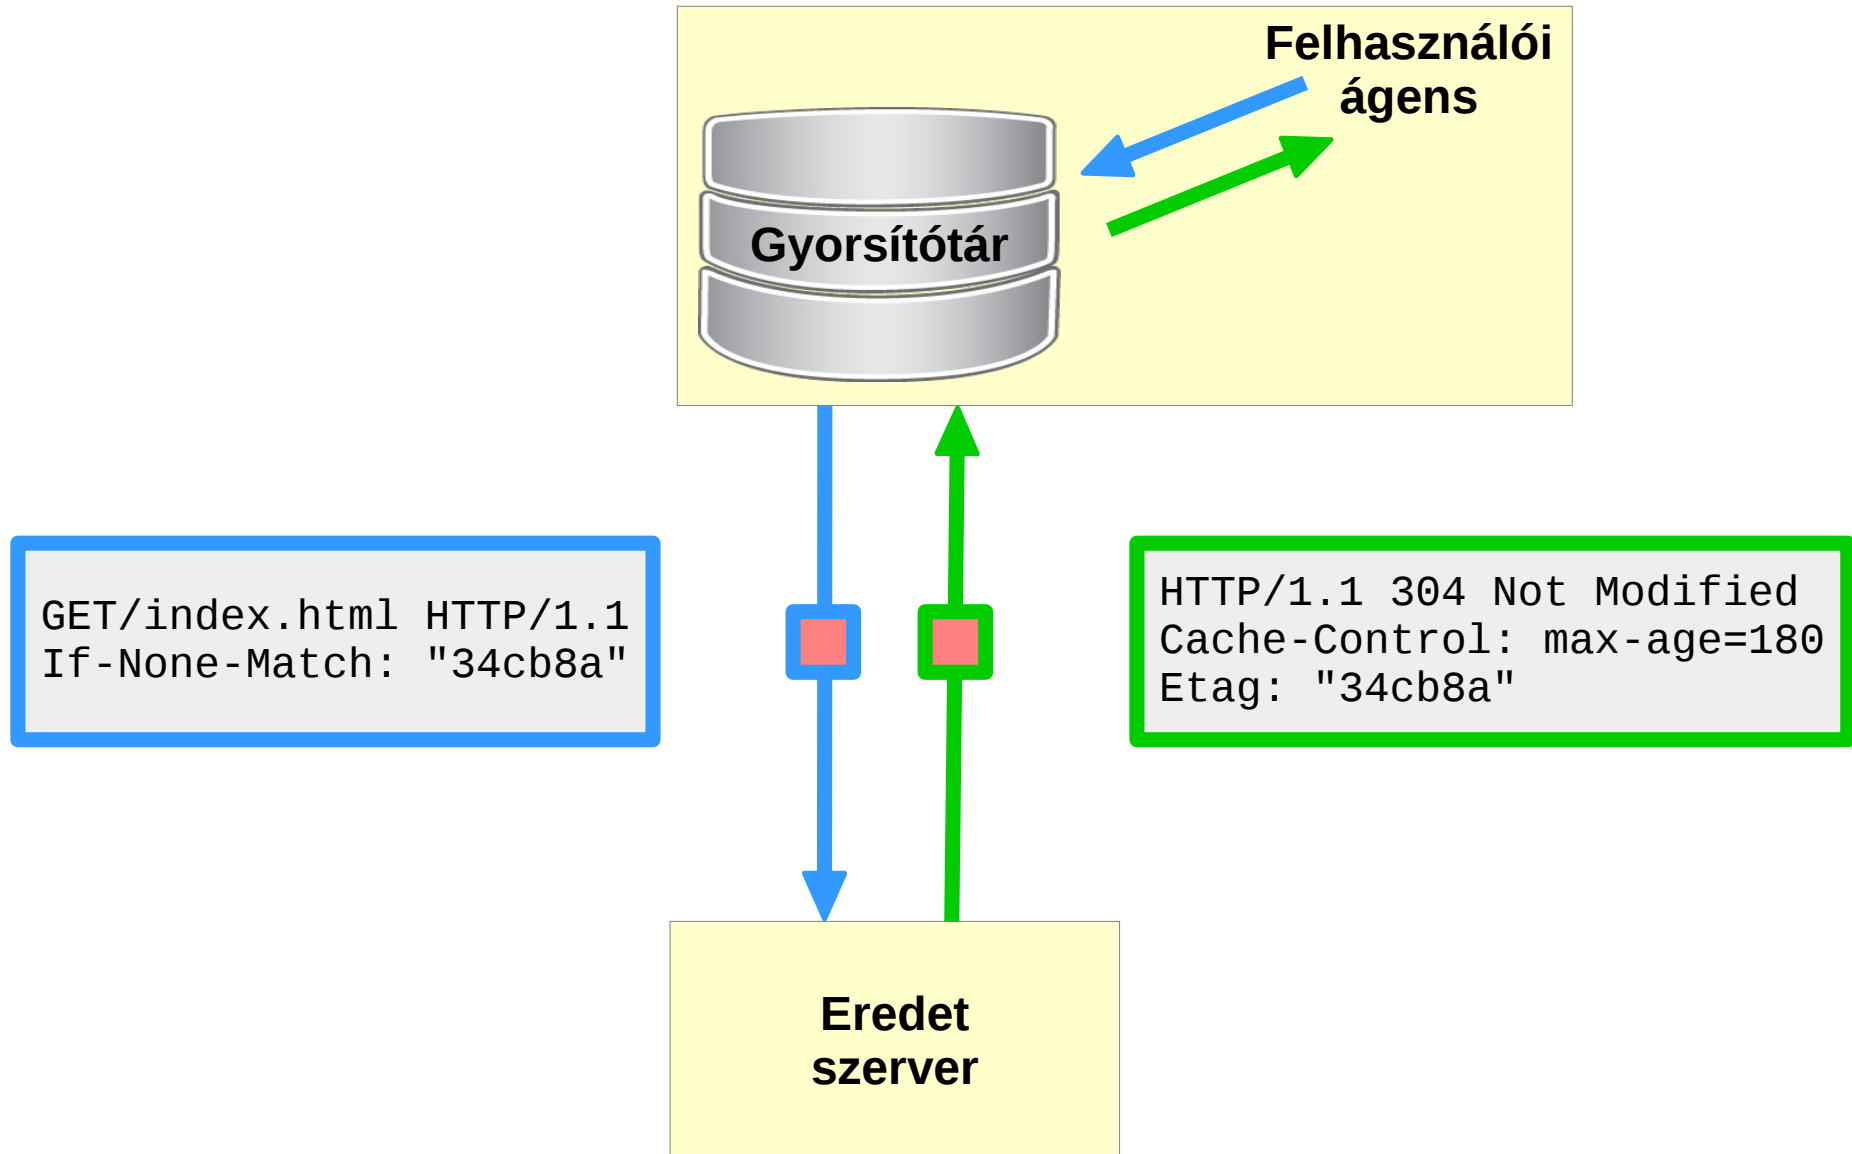 Felhasználói
ágens
Gyorsítótár
GET/index.html HTTP/1.1
If-None-Match: "34cb8a"
HTTP/1.1 304 Not Modified
Cache-Control: max-age=180
Etag: "34cb8a"
Eredet
szerver